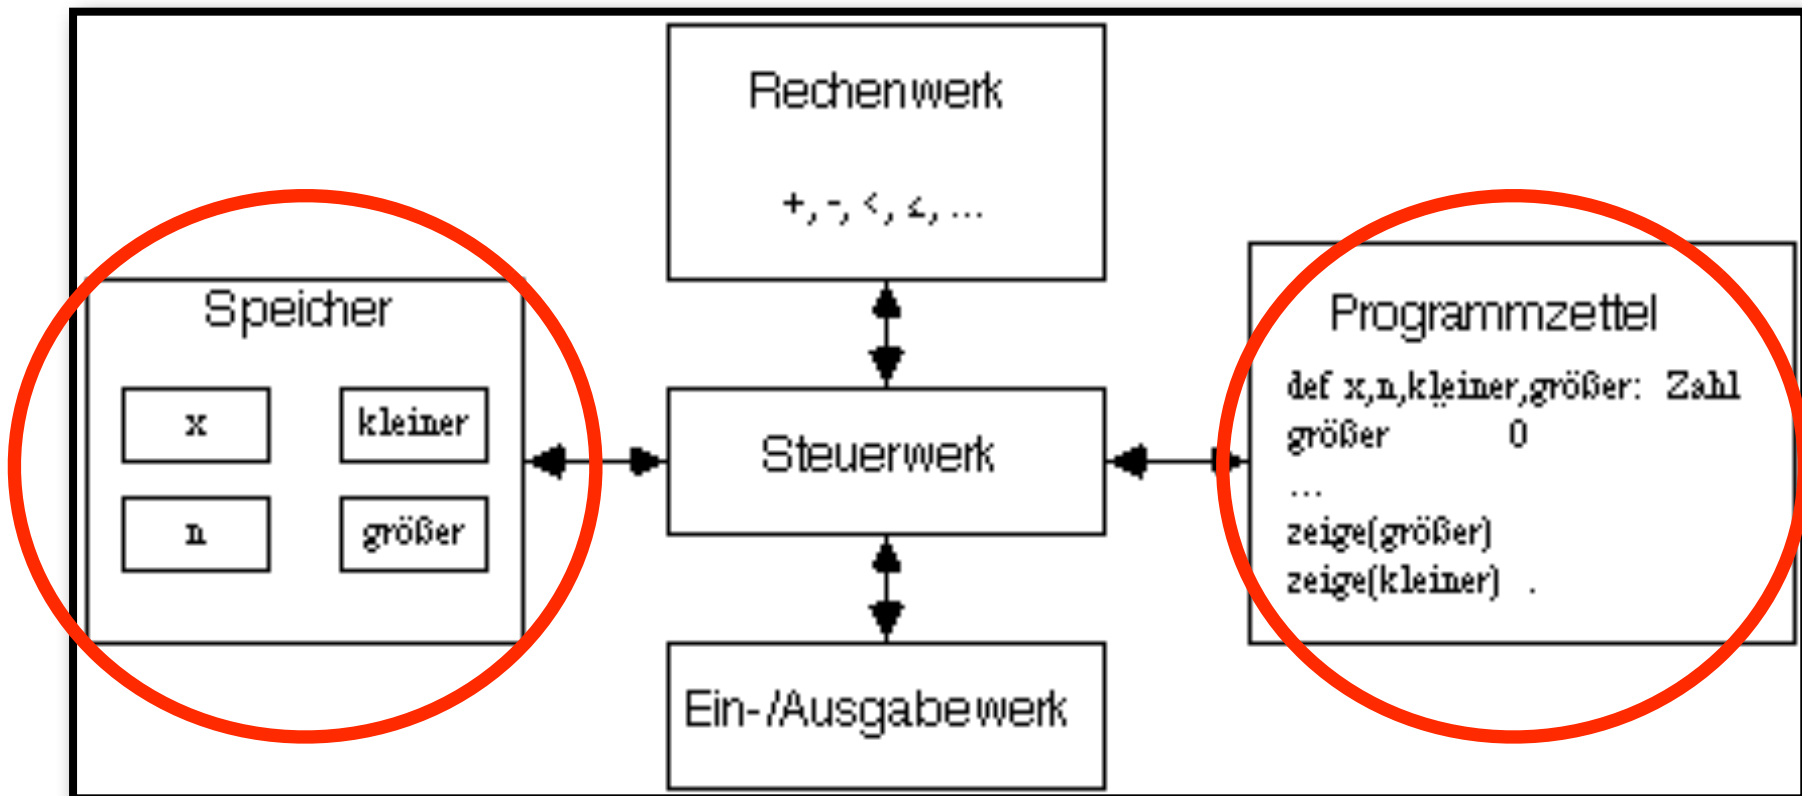 Rechenwerk
+, -, <, ≤, ...
Speicher
x kleiner
n größer
Steuerwerk
Programmzettel
def x,n,kleiner,größer: Zahl
größer 0
...
zeige(größer)
zeige(kleiner) .
Ein-/Ausgabewerk